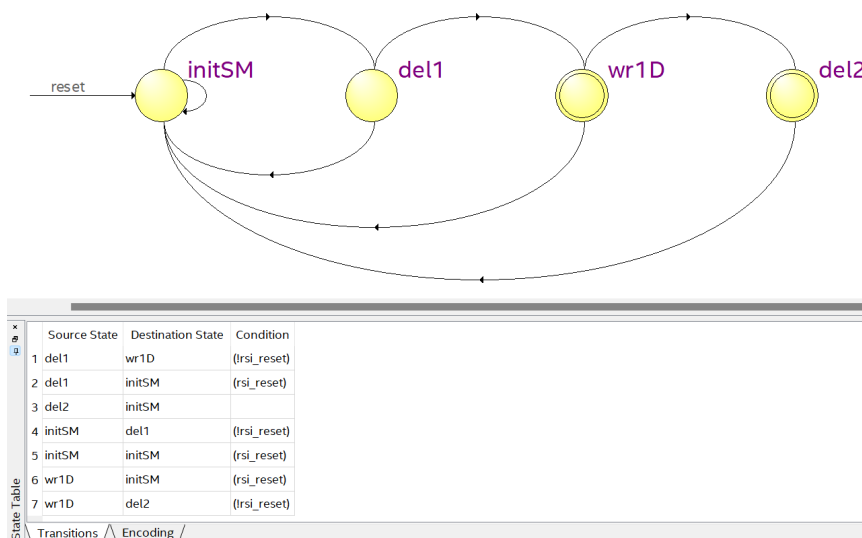 initSM
del1
wr1D
del2
reset
Source State Destination State Condition
1 del1 wr1D (!rsi_reset)
2 del1 initSM (rsi_reset)
3 del2 initSM
4 initSM del1 (!rsi_reset)
5 initSM initSM (rsi_reset)
6 wr1D initSM (rsi_reset)
7 wr1D del2 (!rsi_reset)
State Table
Transitions Encoding